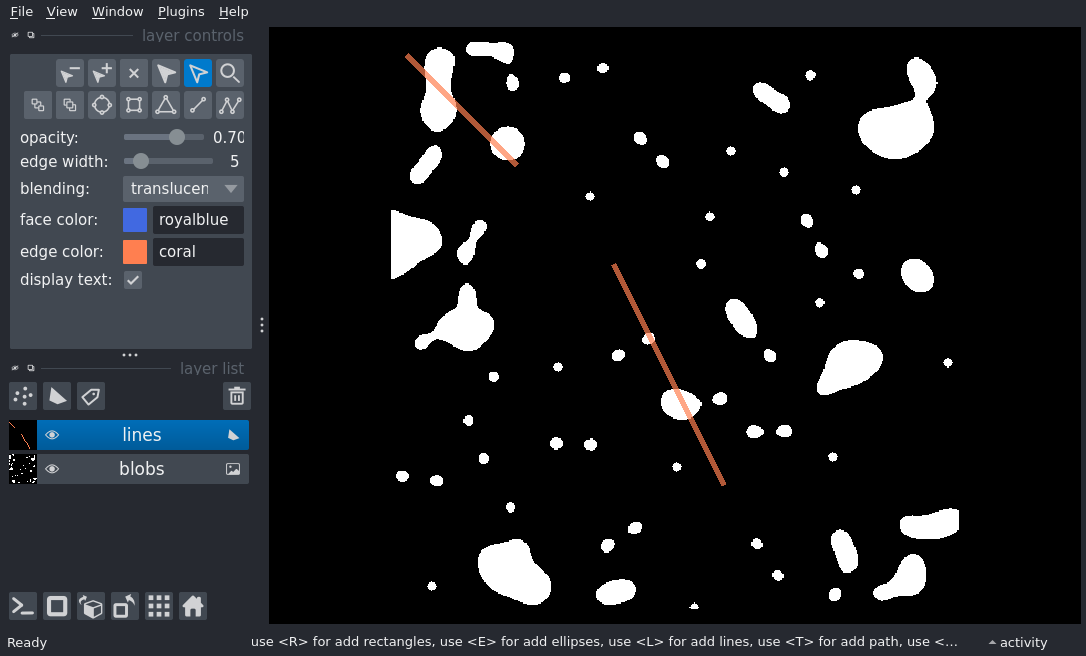 File View Window Plugins Help
layer controls
opacity: 0.70
edge width: 5
blending: translucen
face color: royalblue
edge color: coral
display text:
layer list
lines
blobs
Ready use <R> for add rectangles, use <E> for add ellipses, use <L> for add lines, use <T> for add path, use <... activity